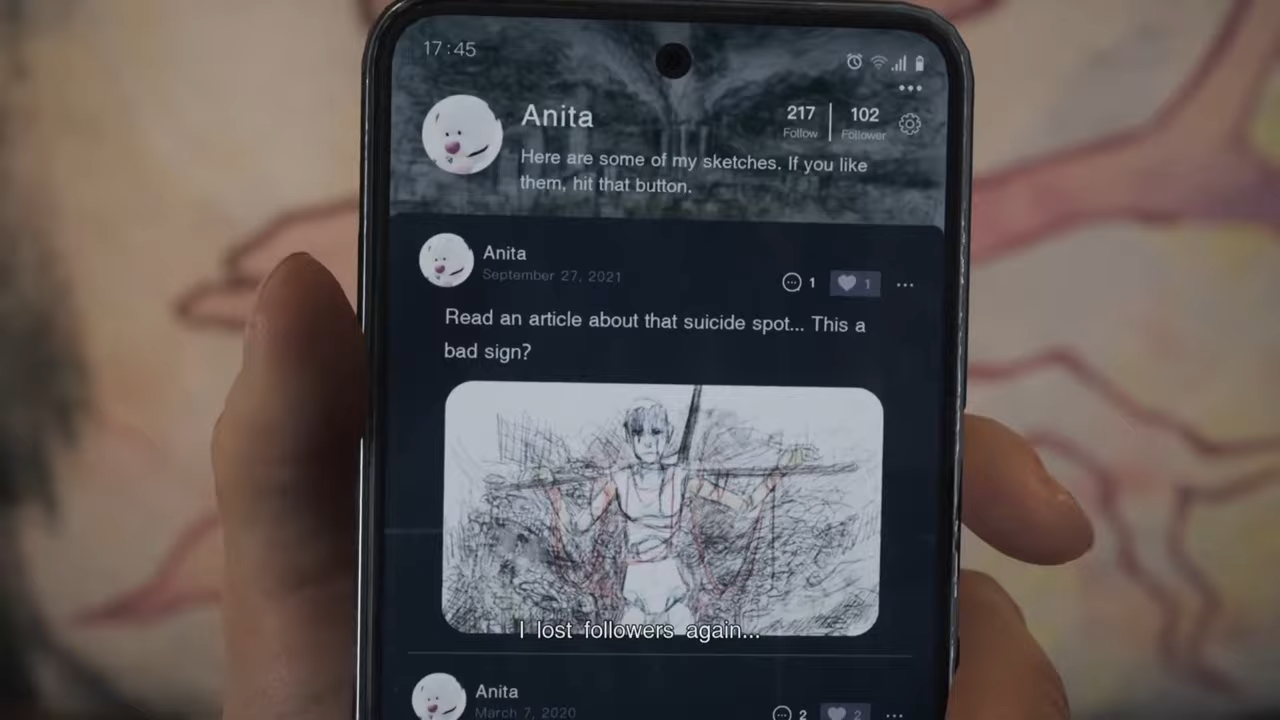 17:45
Anita
217
102
Follow
Follower
Here are some of my sketches. If you like
them, hit that button.
Anita
September 27, 2021
1
1
Read an article about that suicide spot... This a
bad sign?
I lost followers again...
Anita
March 7, 2020
2
2